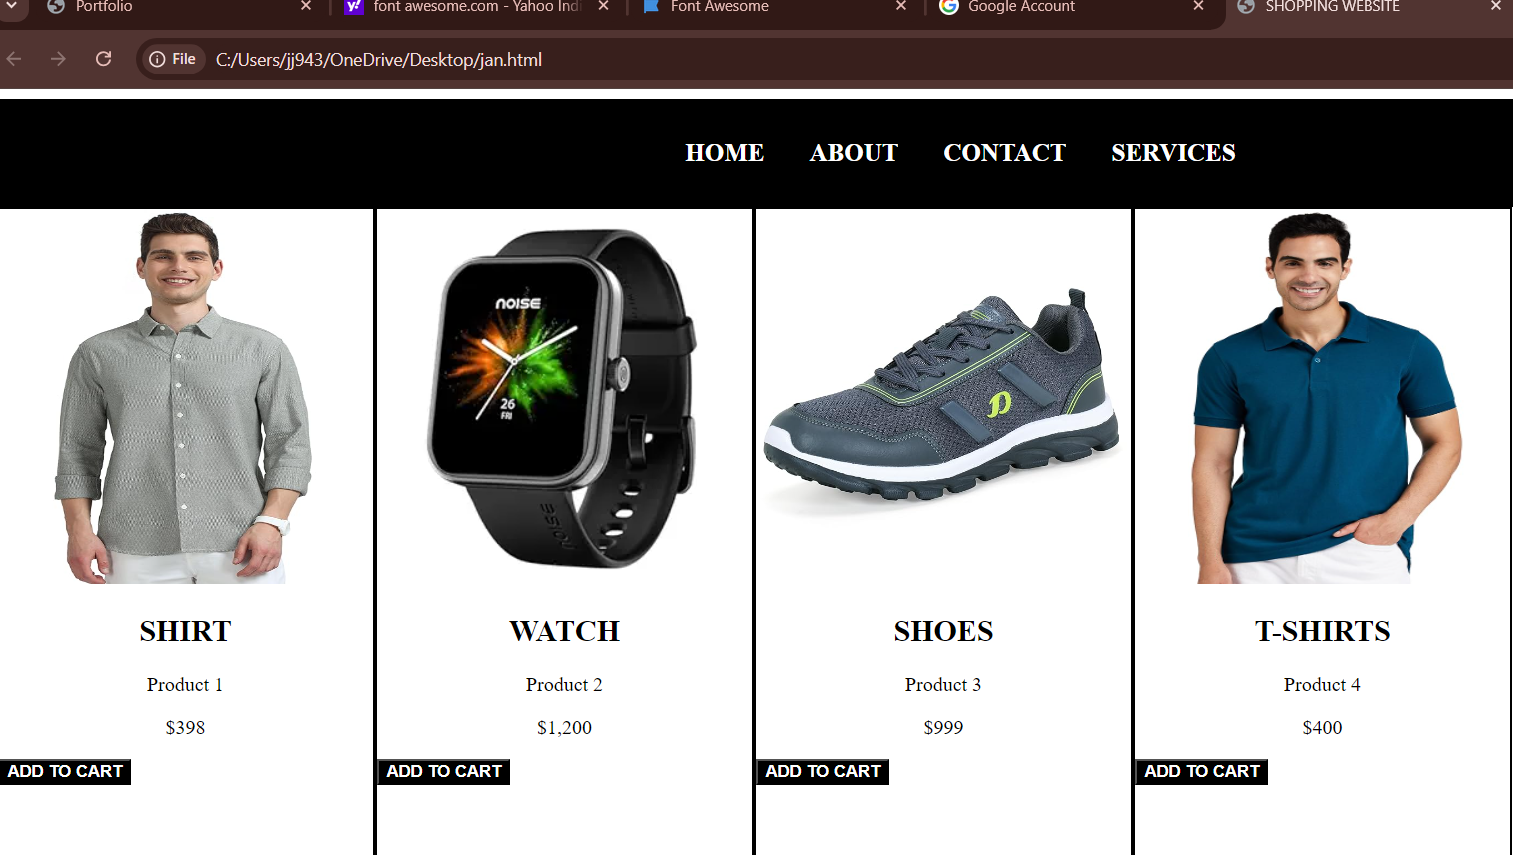 Portfolio
font awesome.com - Yahoo Indi
Font Awesome
Google Account
SHOPPING WEBSITE
File C:/Users/jj943/OneDrive/Desktop/jan.html
HOME ABOUT CONTACT SERVICES
NOISE
26
FRI
noise
D
SHIRT
Product 1
$398
ADD TO CART
WATCH
Product 2
$1,200
ADD TO CART
SHOES
Product 3
$999
ADD TO CART
T-SHIRTS
Product 4
$400
ADD TO CART